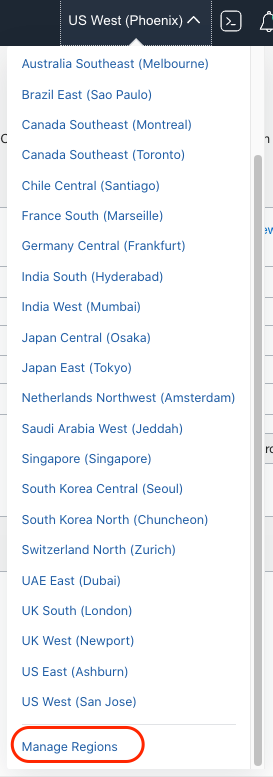 US West (Phoenix)
Australia Southeast (Melbourne)
Brazil East (Sao Paulo)
Canada Southeast (Montreal)
Canada Southeast (Toronto)
Chile Central (Santiago)
France South (Marseille)
Germany Central (Frankfurt)
India South (Hyderabad)
India West (Mumbai)
Japan Central (Osaka)
Japan East (Tokyo)
Netherlands Northwest (Amsterdam)
Saudi Arabia West (Jeddah)
Singapore (Singapore)
South Korea Central (Seoul)
South Korea North (Chuncheon)
Switzerland North (Zurich)
UAE East (Dubai)
UK South (London)
UK West (Newport)
US East (Ashburn)
US West (San Jose)
Manage Regions